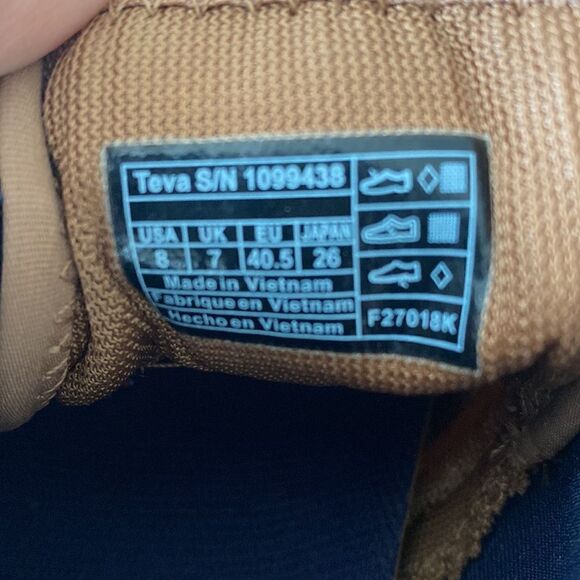 Teva S/N 1099438
USA UK EU JAPAN
8 7 40.5 26
Made in Vietnam
Fabrique en Vietnam
Hecho en Vietnam
F27018K